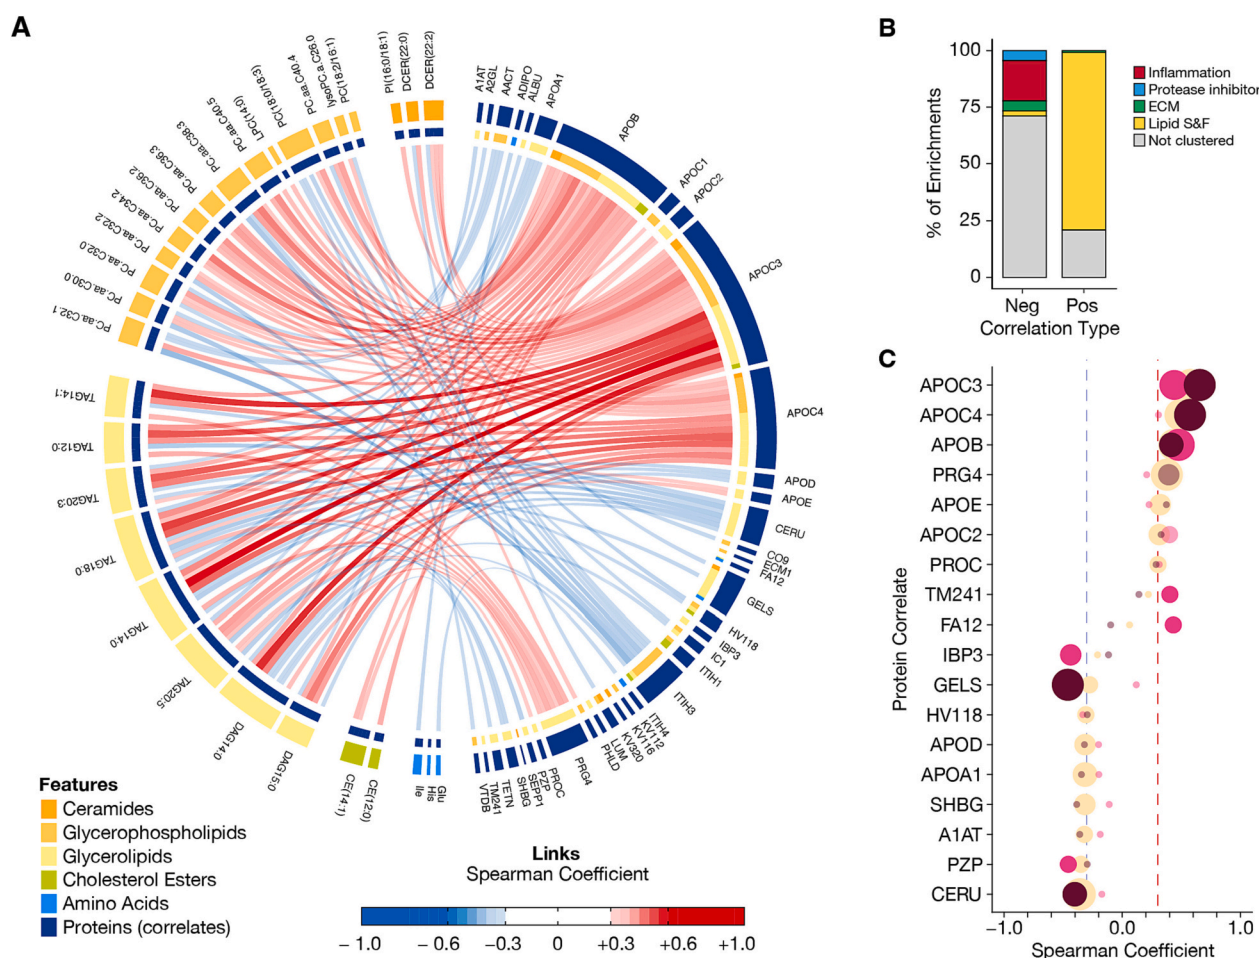 A
PC.aa.C32.1
PC.aa.C30.0
PC.aa.C32.0
PC.aa.C32.2
PC.aa.C34.2
PC.aa.C36.2
PC.aa.C36.3
PC.aa.C38.3
PC.aa.C40.5
LPC(14:0)
PC(18:0/18:3)
PC.aa.C40.4
lysoPC.a.C26.0
PC(18:2/16:1)
PI(16:0/18:1)
DCER(22:0)
DCER(22:2)
A1AT
A2GL
AACT
ADIPO
ALBU
APOA1
APOB
APOC1
APOC2
APOC3
APOC4
APOD
APOE
CERU
CO9
ECM1
FA12
GELS
HV118
IBP3
IC1
ITIH1
ITIH3
ITIH4
KV112
KV116
KV320
LUM
PHLD
PRG4
PROC
PZP
SEPP1
SHBG
TETN
TM241
VTDB
Glu
His
Ile
CE(12:0)
CE(14:1)
DAG15:0
DAG14:0
TAG20:5
TAG14:0
TAG18:0
TAG20:3
TAG12:0
TAG14:1
Features
Ceramides
Glycerophospholipids
Glycerolipids
Cholesterol Esters
Amino Acids
Proteins (correlates)
Links
Spearman Coefficient
- 1.0 - 0.6 -0.3 0 +0.3 +0.6 +1.0
B
% of Enrichments
100
75
50
25
0
Neg Pos
Correlation Type
Inflammation
Protease inhibitor
ECM
Lipid S&F
Not clustered
C
Protein Correlate
APOC3
APOC4
APOB
PRG4
APOE
APOC2
PROC
TM241
FA12
IBP3
GELS
HV118
APOD
APOA1
SHBG
A1AT
PZP
CERU
-1.0 0.0 1.0
Spearman Coefficient